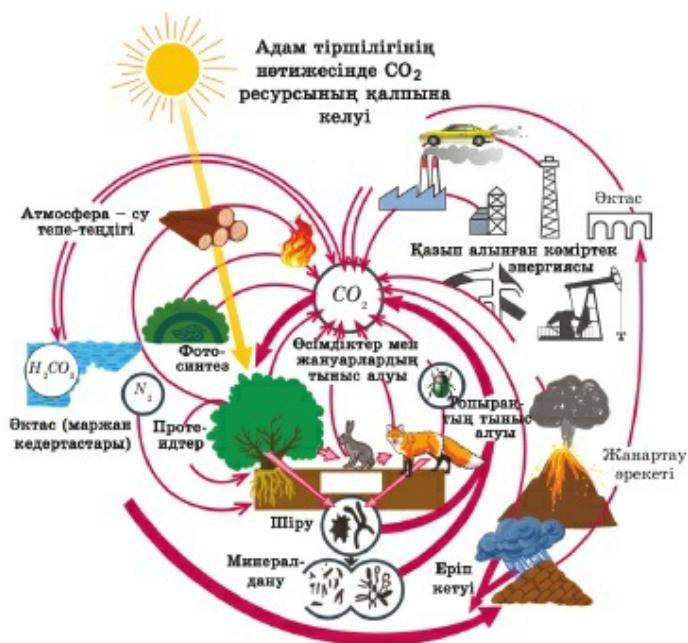 Адам тіршілігінің
нәтижесінде CO₂
ресурсының қалпына
келуі
Атмосфера – су
тепе-теңдігі
Әктас
Қазып алынған көміртек
энергиясы
CO₂
Фото-
синтез
Өсімдіктер мен
жануарлардың
тыныс алуы
H₂CO₃
N₂
Әктас (маржан
кедертастары)
Проте-
идтер
Топырақ-
тың тыныс
алуы
Жанартау
әрекеті
Шіру
Минерал-
дану
Еріп
кетуі